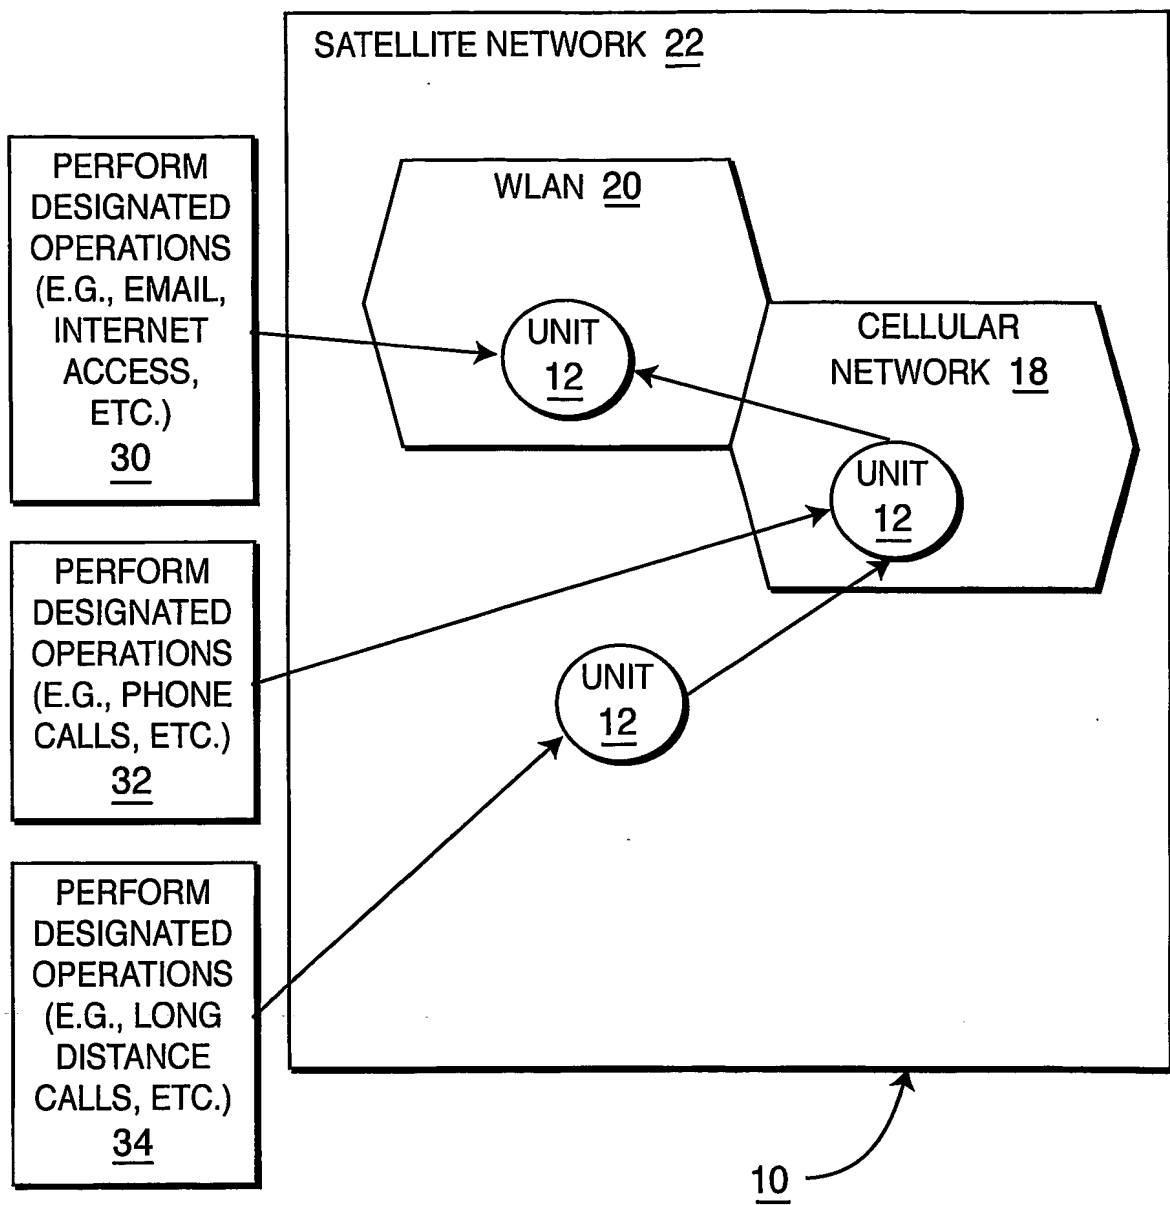 SATELLITE NETWORK 22
PERFORM
DESIGNATED
OPERATIONS
(E.G., EMAIL,
INTERNET
ACCESS,
ETC.)
30
WLAN 20
UNIT
12
CELLULAR
NETWORK 18
UNIT
12
PERFORM
DESIGNATED
OPERATIONS
(E.G., PHONE
CALLS, ETC.)
32
UNIT
12
PERFORM
DESIGNATED
OPERATIONS
(E.G., LONG
DISTANCE
CALLS, ETC.)
34
10